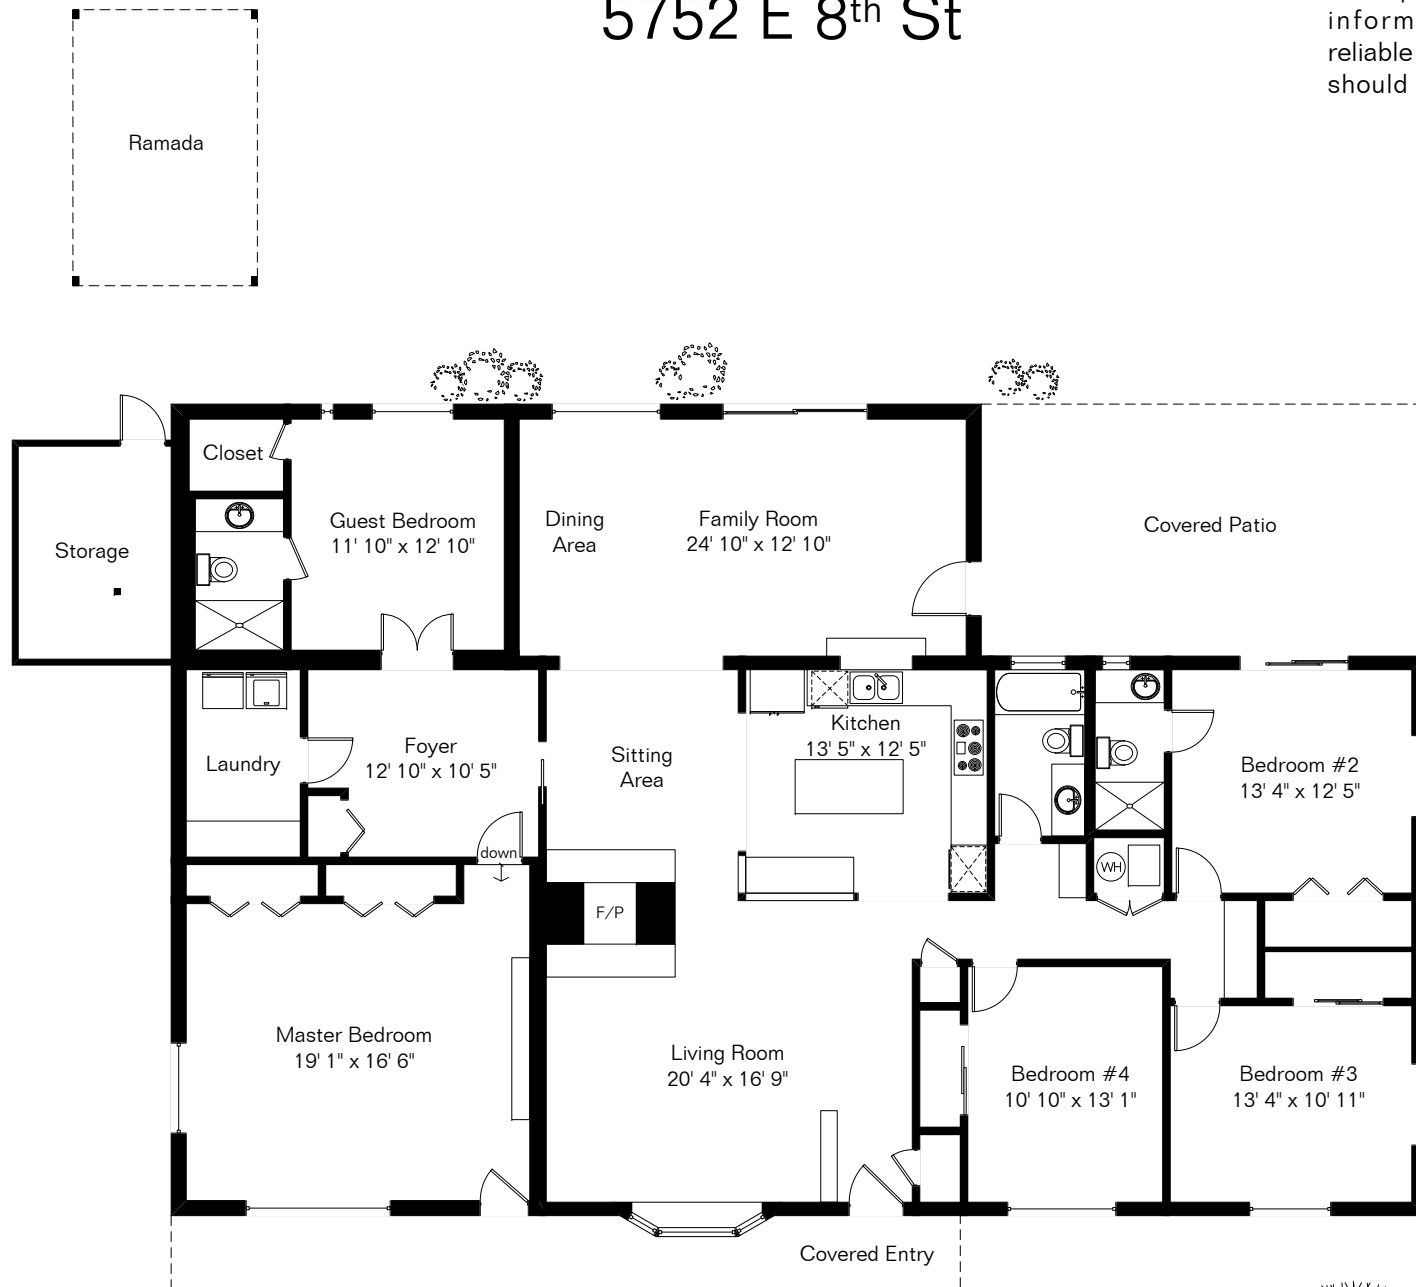 5752 E 8th St
inform
reliable
should
Ramada
Closet
Storage
Guest Bedroom
11' 10" x 12' 10"
Dining
Area
Family Room
24' 10" x 12' 10"
Covered Patio
Laundry
Foyer
12' 10" x 10' 5"
Sitting
Area
Kitchen
13' 5" x 12' 5"
Bedroom #2
13' 4" x 12' 5"
down
WH
F/P
Master Bedroom
19' 1" x 16' 6"
Living Room
20' 4" x 16' 9"
Bedroom #4
10' 10" x 13' 1"
Bedroom #3
13' 4" x 10' 11"
Covered Entry